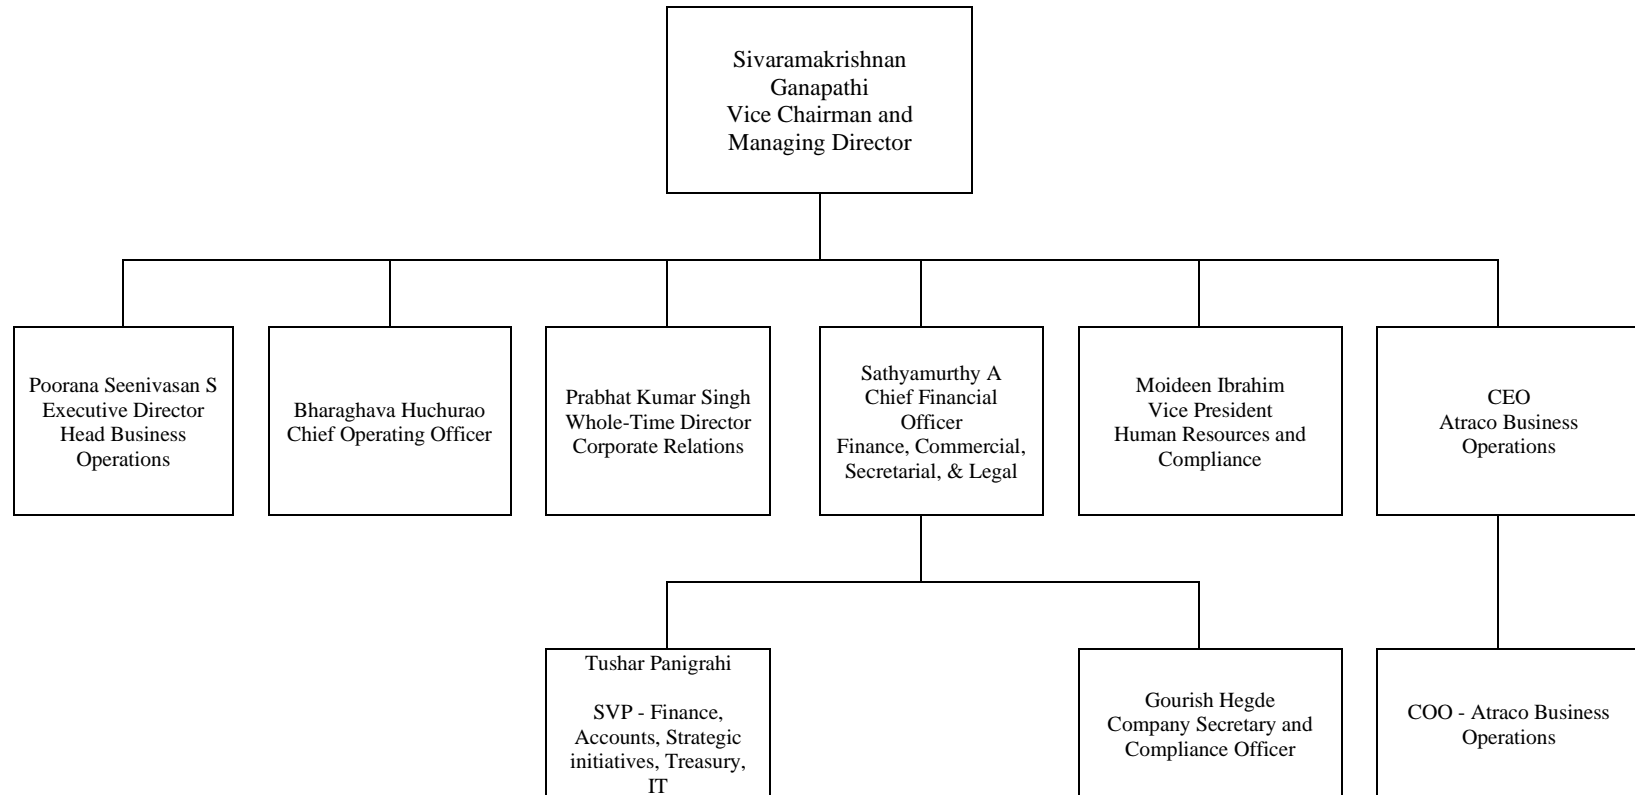 Sivaramakrishnan
Ganapathi
Vice Chairman and
Managing Director
Poorana Seenivasan S
Executive Director
Head Business
Operations
Bharaghava Huchurao
Chief Operating Officer
Prabhat Kumar Singh
Whole-Time Director
Corporate Relations
Sathyamurthy A
Chief Financial
Officer
Finance, Commercial,
Secretarial, & Legal
Moideen Ibrahim
Vice President
Human Resources and
Compliance
CEO
Atraco Business
Operations
Tushar Panigrahi
SVP - Finance,
Accounts, Strategic
initiatives, Treasury,
IT
Gourish Hegde
Company Secretary and
Compliance Officer
COO - Atraco Business
Operations